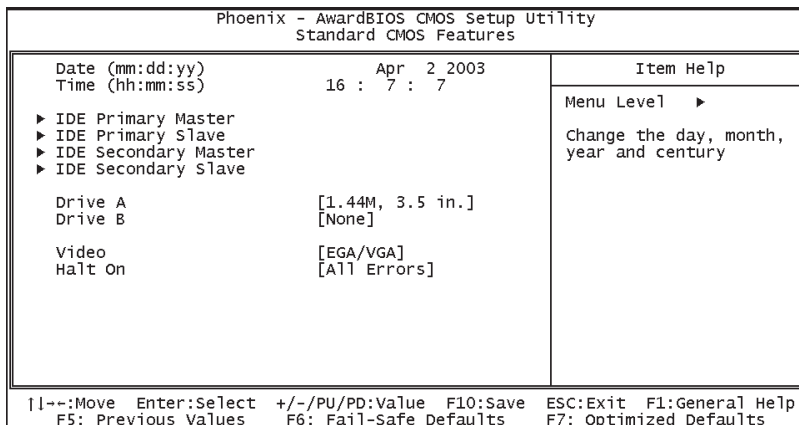 Phoenix - AwardBIOS CMOS Setup Utility
Standard CMOS Features
Date (mm:dd:yy) Apr 2 2003
Time (hh:mm:ss) 16 : 7 : 7
▶ IDE Primary Master
▶ IDE Primary Slave
▶ IDE Secondary Master
▶ IDE Secondary Slave
Drive A [1.44M, 3.5 in.]
Drive B [None]
Video [EGA/VGA]
Halt On [All Errors]
Item Help
Menu Level ▶
Change the day, month,
year and century
↑↓→←:Move Enter:Select +/-/PU/PD:Value F10:Save ESC:Exit F1:General Help
F5: Previous Values F6: Fail-Safe Defaults F7: Optimized Defaults